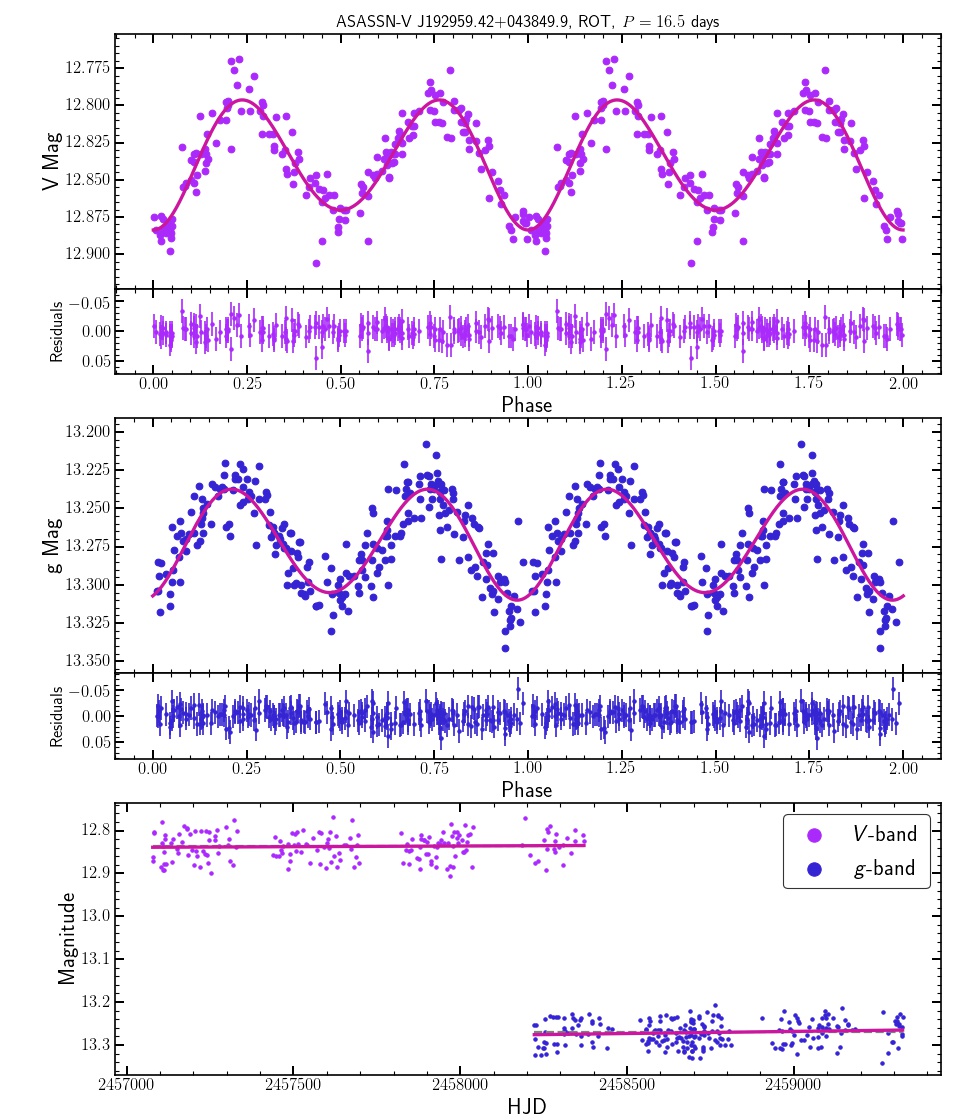 ASASSN-V J192959.42+043849.9, ROT, P = 16.5 days
V Mag
12.775
12.800
12.825
12.850
12.875
12.900
Residuals
−0.05
0.00
0.05
0.00 0.25 0.50 0.75 1.00 1.25 1.50 1.75 2.00
Phase
g Mag
13.200
13.225
13.250
13.275
13.300
13.325
13.350
Residuals
−0.05
0.00
0.05
0.00 0.25 0.50 0.75 1.00 1.25 1.50 1.75 2.00
Phase
Magnitude
12.8
12.9
13.0
13.1
13.2
13.3
V-band
g-band
2457000 2457500 2458000 2458500 2459000
HJD